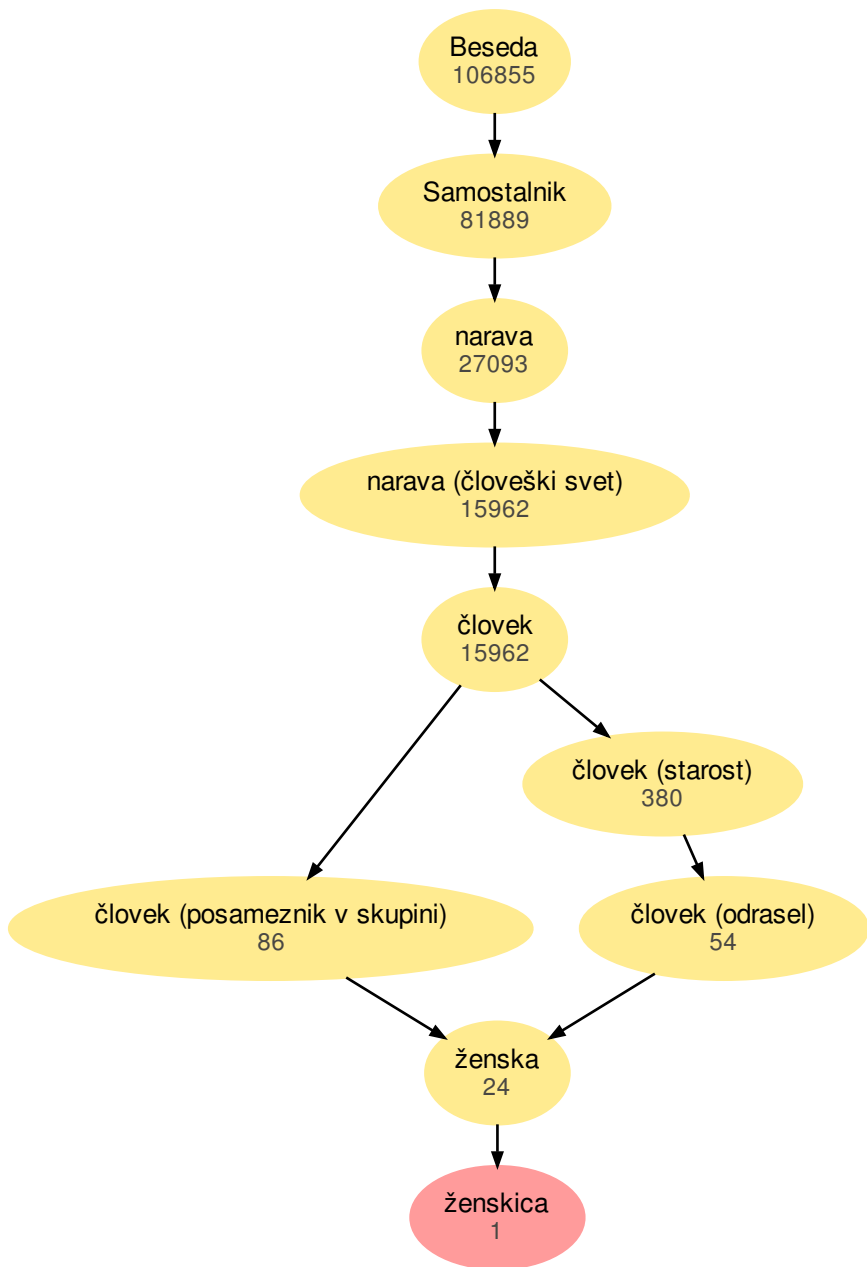 Beseda
106855
Samostalnik
81889
narava
27093
narava (človeški svet)
15962
človek
15962
človek (starost)
380
človek (posameznik v skupini)
86
človek (odrasel)
54
ženska
24
ženskica
1